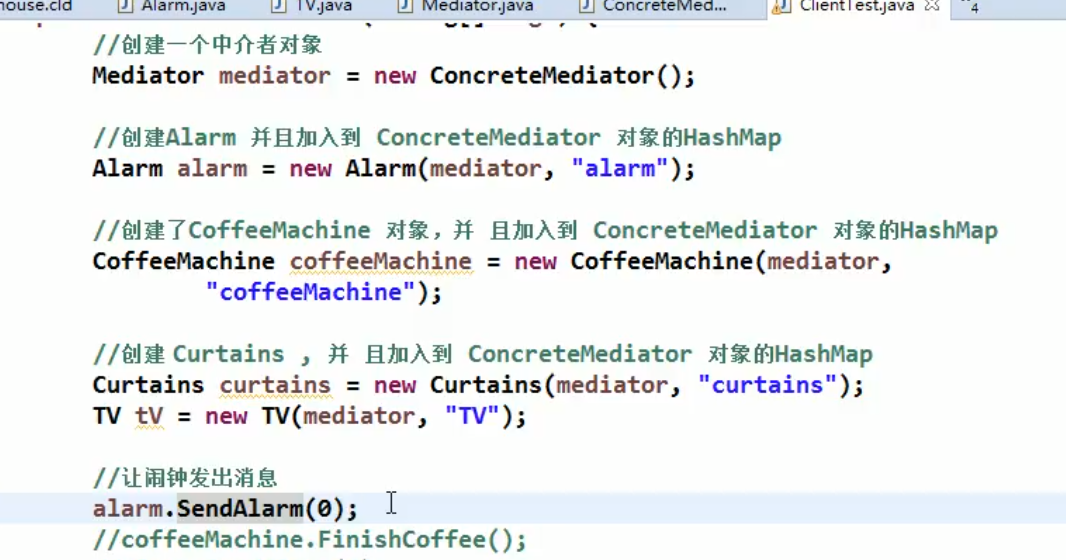 house.cld Alarm.java TV.java Mediator.java ConcreteMed... ClientTest.java 4
//创建一个中介者对象
Mediator mediator = new ConcreteMediator();
//创建Alarm 并且加入到 ConcreteMediator 对象的HashMap
Alarm alarm = new Alarm(mediator, "alarm");
//创建了CoffeeMachine 对象，并 且加入到 ConcreteMediator 对象的HashMap
CoffeeMachine coffeeMachine = new CoffeeMachine(mediator,
"coffeeMachine");
//创建 Curtains , 并 且加入到 ConcreteMediator 对象的HashMap
Curtains curtains = new Curtains(mediator, "curtains");
TV tV = new TV(mediator, "TV");
//让闹钟发出消息
alarm.SendAlarm(0);
//coffeeMachine.FinishCoffee();